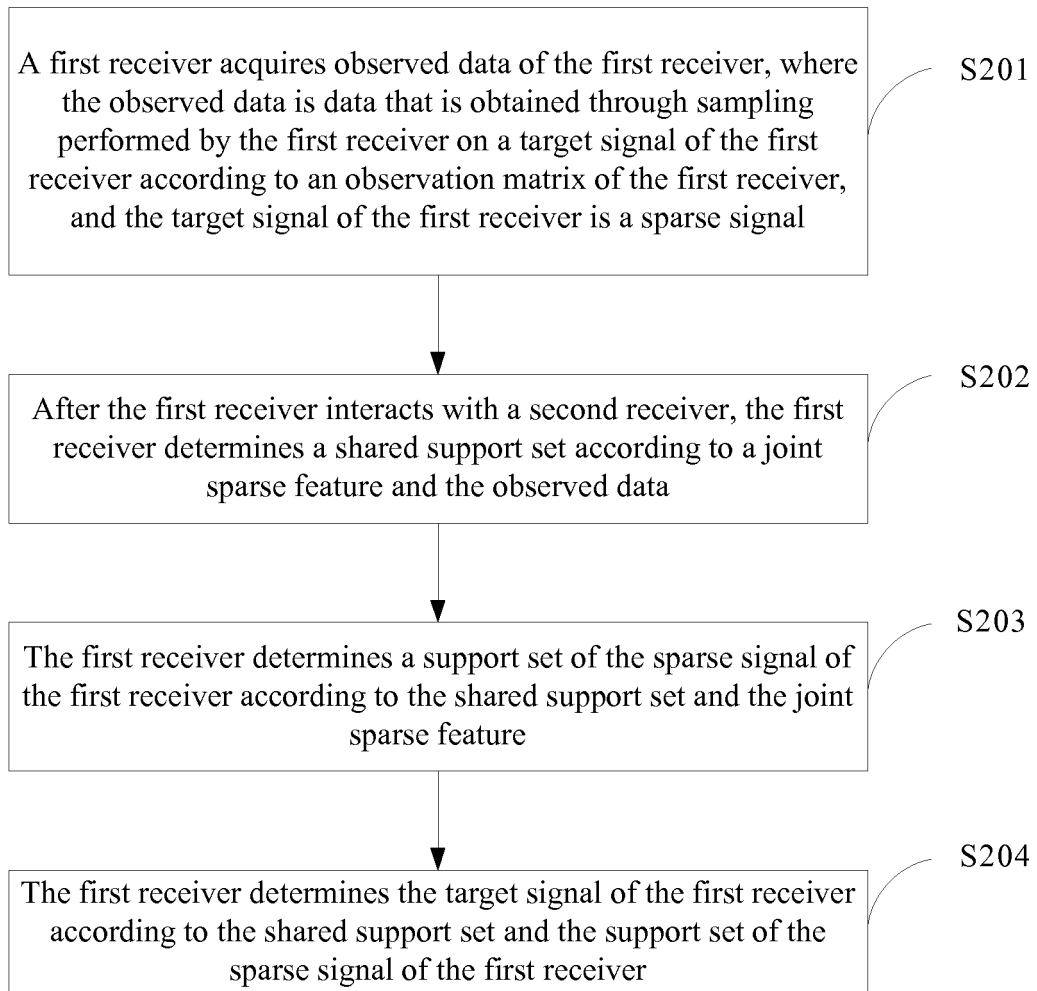 A first receiver acquires observed data of the first receiver, where
the observed data is data that is obtained through sampling
performed by the first receiver on a target signal of the first
receiver according to an observation matrix of the first receiver,
and the target signal of the first receiver is a sparse signal
S201
After the first receiver interacts with a second receiver, the first
receiver determines a shared support set according to a joint
sparse feature and the observed data
S202
The first receiver determines a support set of the sparse signal of
the first receiver according to the shared support set and the joint
sparse feature
S203
The first receiver determines the target signal of the first receiver
according to the shared support set and the support set of the
sparse signal of the first receiver
S204